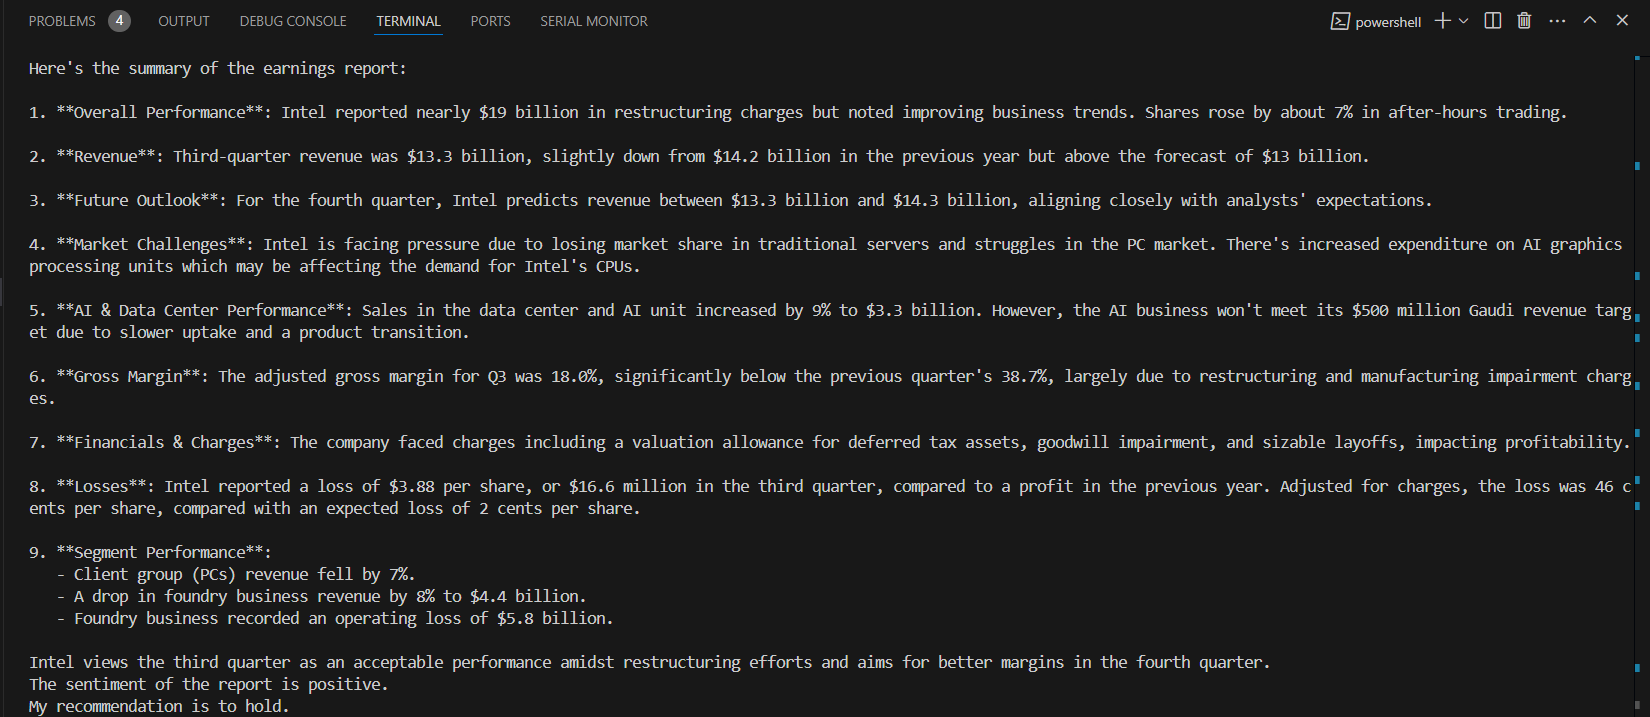 PROBLEMS 4 OUTPUT DEBUG CONSOLE TERMINAL PORTS SERIAL MONITOR powershell
Here's the summary of the earnings report:
1. **Overall Performance**: Intel reported nearly $19 billion in restructuring charges but noted improving business trends. Shares rose by about 7% in after-hours trading.
2. **Revenue**: Third-quarter revenue was $13.3 billion, slightly down from $14.2 billion in the previous year but above the forecast of $13 billion.
3. **Future Outlook**: For the fourth quarter, Intel predicts revenue between $13.3 billion and $14.3 billion, aligning closely with analysts' expectations.
4. **Market Challenges**: Intel is facing pressure due to losing market share in traditional servers and struggles in the PC market. There's increased expenditure on AI graphics
processing units which may be affecting the demand for Intel's CPUs.
5. **AI & Data Center Performance**: Sales in the data center and AI unit increased by 9% to $3.3 billion. However, the AI business won't meet its $500 million Gaudi revenue targ
et due to slower uptake and a product transition.
6. **Gross Margin**: The adjusted gross margin for Q3 was 18.0%, significantly below the previous quarter's 38.7%, largely due to restructuring and manufacturing impairment charg
es.
7. **Financials & Charges**: The company faced charges including a valuation allowance for deferred tax assets, goodwill impairment, and sizable layoffs, impacting profitability.
8. **Losses**: Intel reported a loss of $3.88 per share, or $16.6 million in the third quarter, compared to a profit in the previous year. Adjusted for charges, the loss was 46 c
ents per share, compared with an expected loss of 2 cents per share.
9. **Segment Performance**:
- Client group (PCs) revenue fell by 7%.
- A drop in foundry business revenue by 8% to $4.4 billion.
- Foundry business recorded an operating loss of $5.8 billion.
Intel views the third quarter as an acceptable performance amidst restructuring efforts and aims for better margins in the fourth quarter.
The sentiment of the report is positive.
My recommendation is to hold.